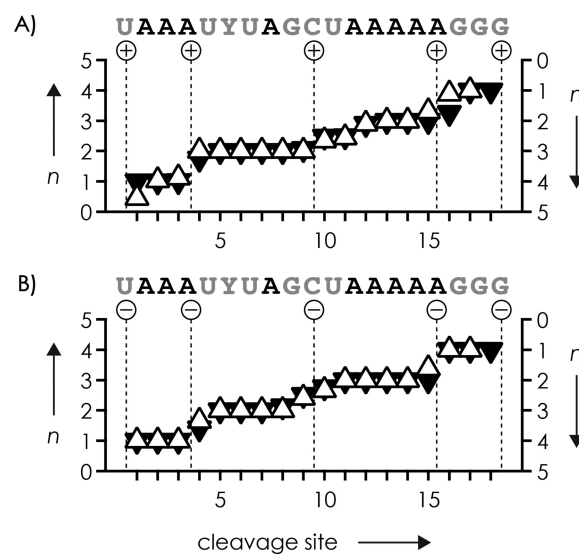 A) UAAAUYUAGCUAAAAAGGG
+ + + + +
5 0
4 1
3 2
n n
2 3
1 4
0 5
5 10 15
B) UAAAUYUAGCUAAAAAGGG
− − − − −
5 0
4 1
3 2
n n
2 3
1 4
0 5
5 10 15
cleavage site